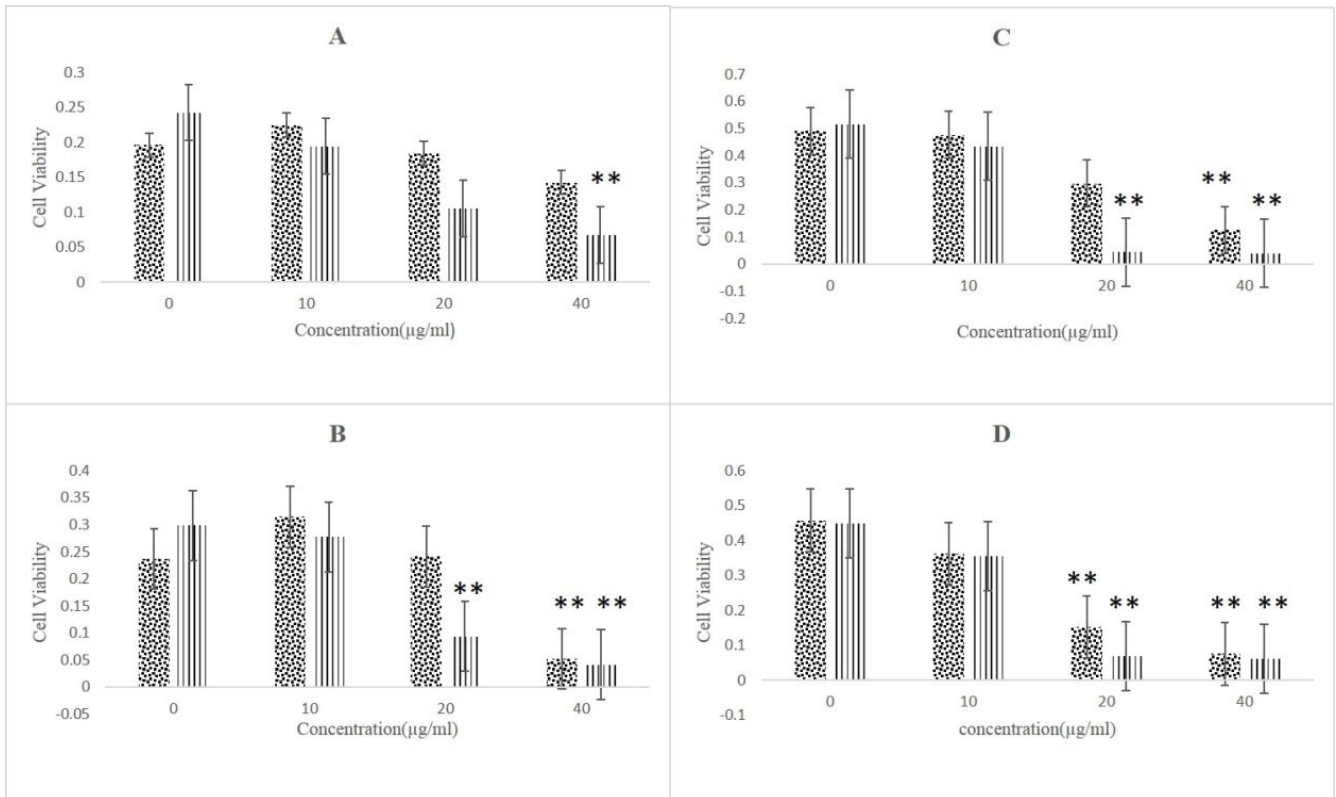 A
0.3
0.25
0.2
0.15
0.1
0.05
0
Cell Viability
**
0 10 20 40
Concentration(µg/ml)
C
0.7
0.6
0.5
0.4
0.3
0.2
0.1
0
-0.1
-0.2
Cell Viability
** ** **
0 10 20 40
Concentration(µg/ml)
B
0.4
0.35
0.3
0.25
0.2
0.15
0.1
0.05
0
-0.05
Cell Viability
** ** **
0 10 20 40
Concentration(µg/ml)
D
0.6
0.5
0.4
0.3
0.2
0.1
0
-0.1
Cell Viability
** ** ** **
0 10 20 40
concentration(µg/ml)